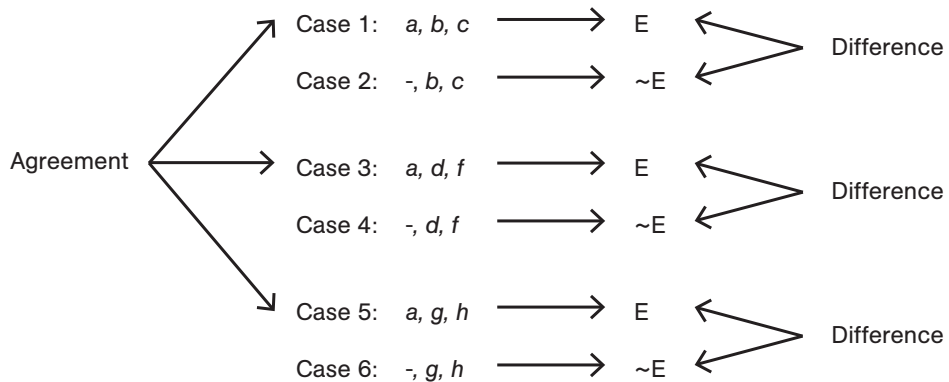 Case 1: a, b, c E
Difference
Case 2: -, b, c ~E
Agreement
Case 3: a, d, f E
Difference
Case 4: -, d, f ~E
Case 5: a, g, h E
Difference
Case 6: -, g, h ~E